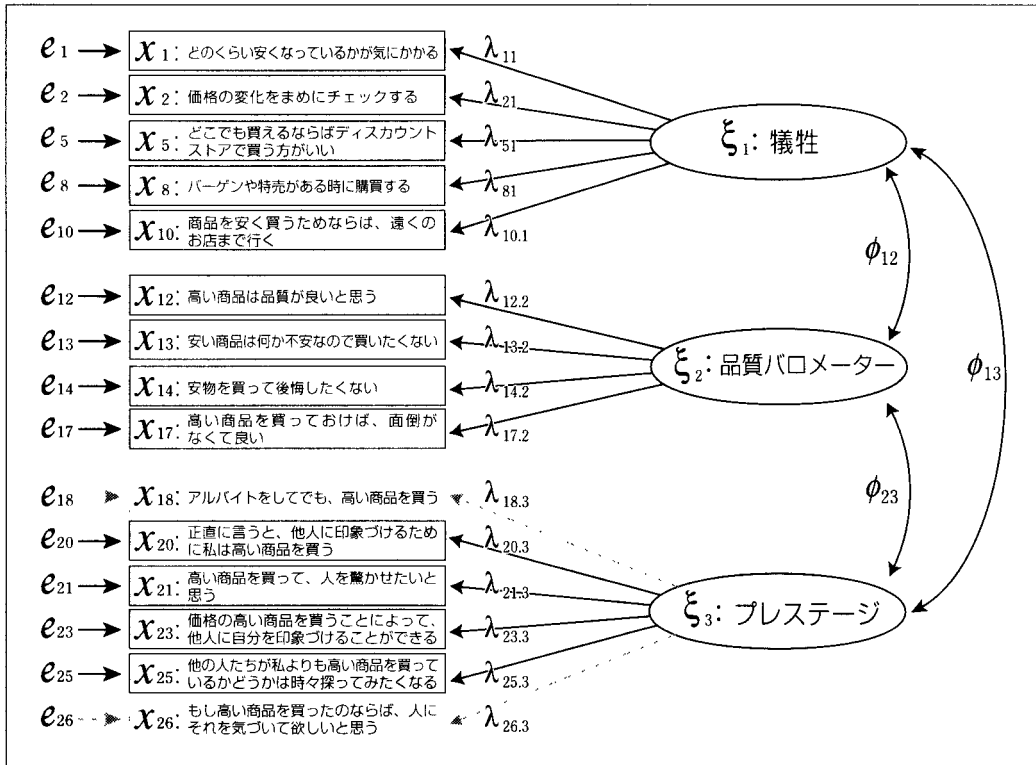 e1 x1: どのくらい安くなっているかが気にかかる λ11
e2 x2: 価格の変化をまめにチェックする λ21
e5 x5: どこでも買えるならばディスカウント
ストアで買う方がいい λ51
e8 x8: バーゲンや特売がある時に購買する λ81
e10 x10: 商品を安く買うためならば、遠くの
お店まで行く λ10.1
ξ1: 犠牲
φ12
e12 x12: 高い商品は品質が良いと思う λ12.2
e13 x13: 安い商品は何か不安なので買いたくない λ13.2
e14 x14: 安物を買って後悔したくない λ14.2
e17 x17: 高い商品を買っておけば、面倒が
なくて良い λ17.2
ξ2: 品質バロメーター
φ13
φ23
e18 x18: アルバイトをしてでも、高い商品を買う λ18.3
e20 x20: 正直に言うと、他人に印象づけるため
に私は高い商品を買う λ20.3
e21 x21: 高い商品を買って、人を驚かせたいと
思う λ21.3
e23 x23: 価格の高い商品を買うことによって、
他人に自分を印象づけることができる λ23.3
e25 x25: 他の人たちが私よりも高い商品を買って
いるかどうかは時々探ってみたくなる λ25.3
e26 x26: もし高い商品を買ったのならば、人に
それを気づいて欲しいと思う λ26.3
ξ3: プレステージ